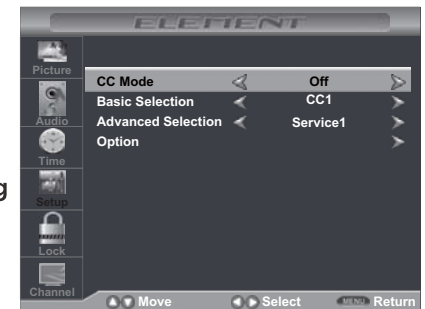 ELEMENT
Picture
Audio
Time
Setup
Lock
Channel
CC Mode Off
Basic Selection CC1
Advanced Selection Service1
Option
g
Move Select MENU Return